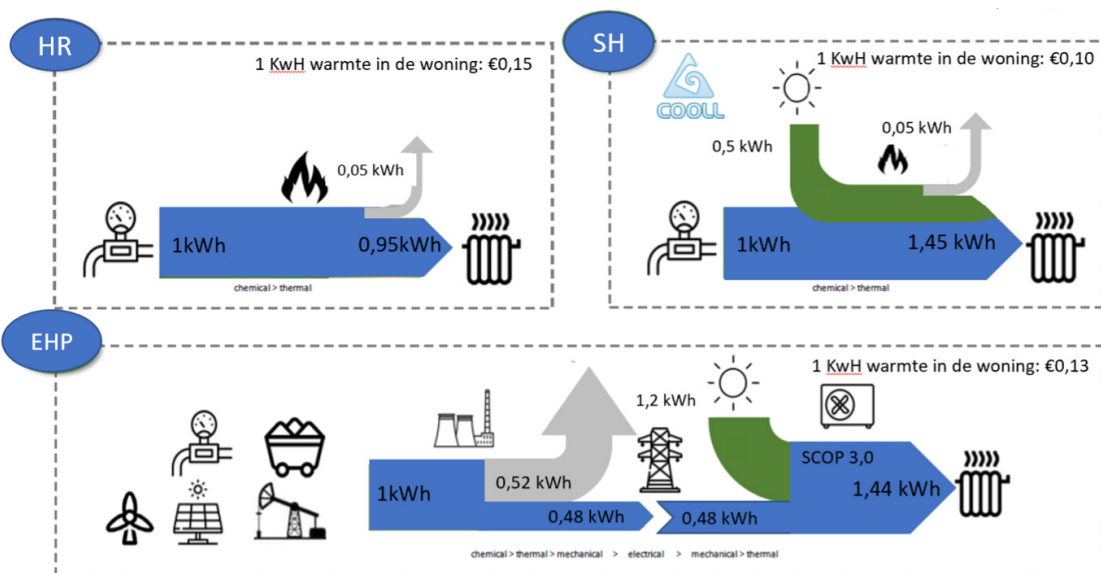 HR
1 KwH warmte in de woning: €0,15
0,05 kWh
1kWh
0,95kWh
chemical > thermal
SH
COOLL
1 KwH warmte in de woning: €0,10
0,5 kWh
0,05 kWh
1kWh
1,45 kWh
chemical > thermal
EHP
1 KwH warmte in de woning: €0,13
1,2 kWh
SCOP 3,0
1kWh
0,52 kWh
1,44 kWh
0,48 kWh
0,48 kWh
chemical > thermal > mechanical > electrical > mechanical > thermal